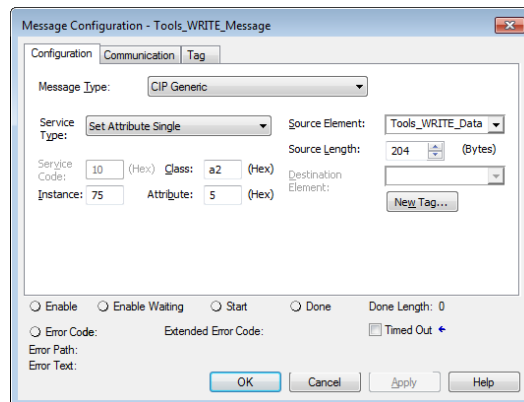 Message Configuration - Tools_WRITE_Message
Configuration Communication Tag
Message Type: CIP Generic
Service Type: Set Attribute Single Source Element: Tools_WRITE_Data
Source Length: 204 (Bytes)
Service Code: 10 (Hex) Class: a2 (Hex) Destination Element:
Instance: 75 Attribute: 5 (Hex) New Tag...
Enable Enable Waiting Start Done Done Length: 0
Error Code: Extended Error Code: Timed Out
Error Path:
Error Text:
OK Cancel Apply Help